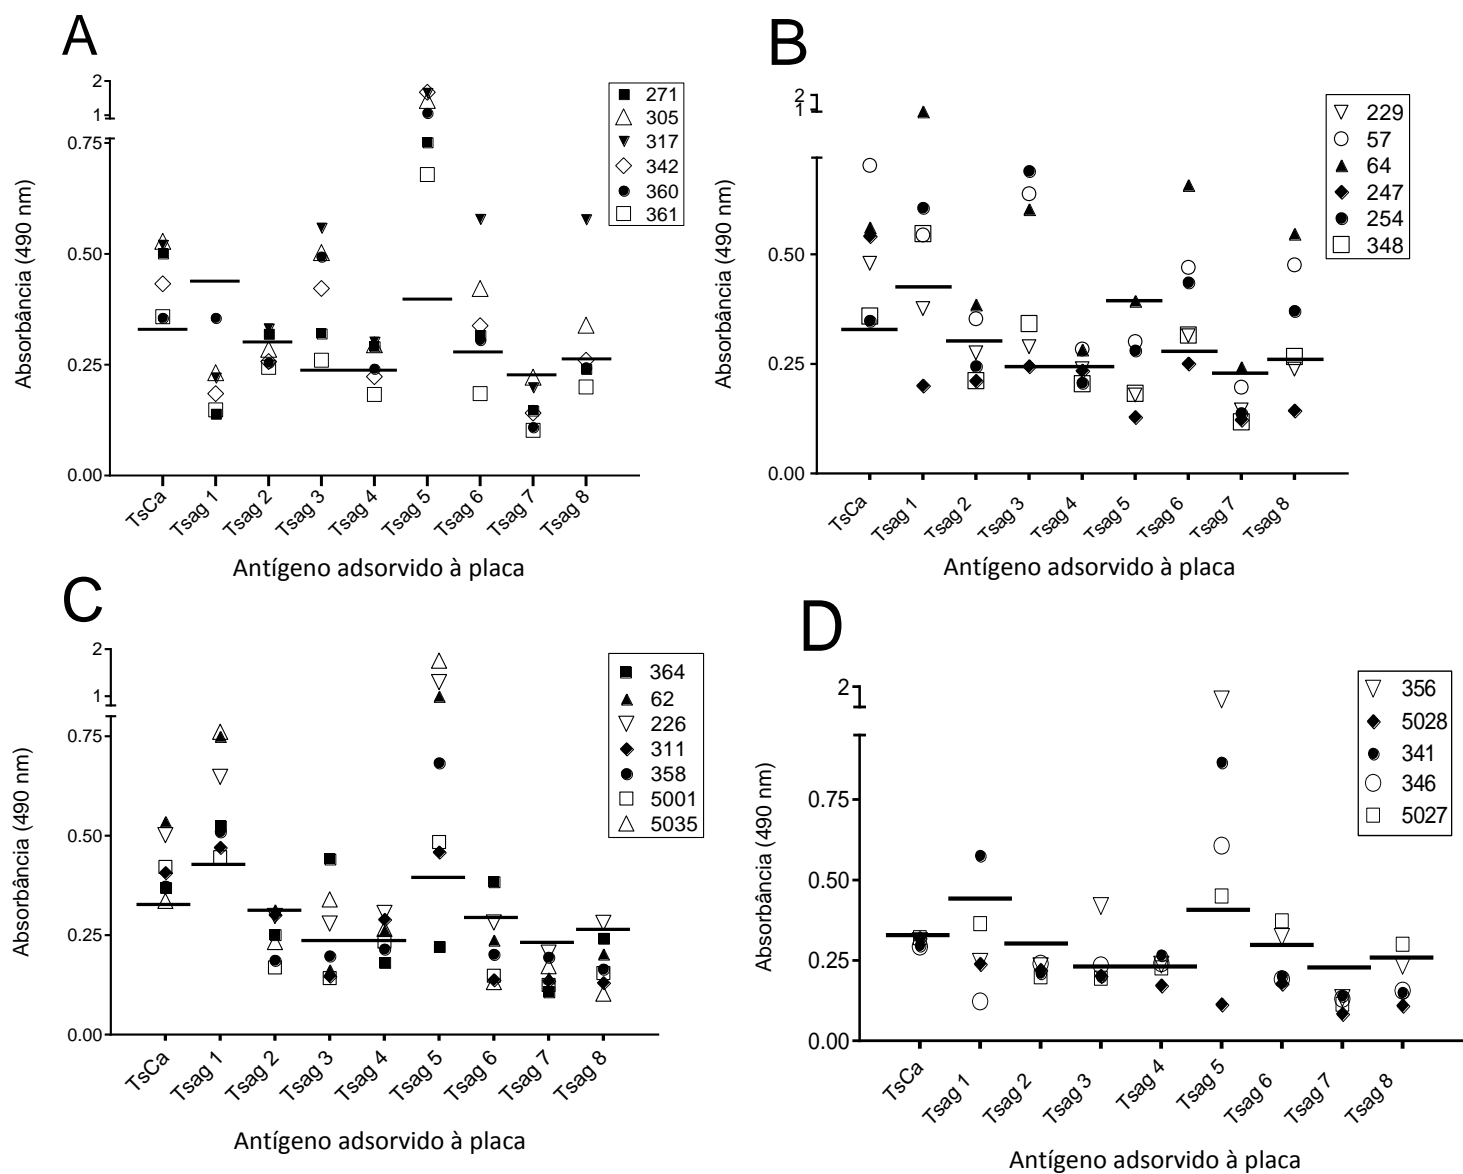 A
Absorbância (490 nm)
2
1
0.75
0.50
0.25
0.00
TsCa
Tsag 1
Tsag 2
Tsag 3
Tsag 4
Tsag 5
Tsag 6
Tsag 7
Tsag 8
Antígeno adsorvido à placa
271
305
317
342
360
361
B
Absorbância (490 nm)
2
1
0.50
0.25
0.00
TsCa
Tsag 1
Tsag 2
Tsag 3
Tsag 4
Tsag 5
Tsag 6
Tsag 7
Tsag 8
Antígeno adsorvido à placa
229
57
64
247
254
348
C
Absorbância (490 nm)
2
1
0.75
0.50
0.25
0.00
TsCa
Tsag 1
Tsag 2
Tsag 3
Tsag 4
Tsag 5
Tsag 6
Tsag 7
Tsag 8
Antígeno adsorvido à placa
364
62
226
311
358
5001
5035
D
Absorbância (490 nm)
2
0.75
0.50
0.25
0.00
TsCa
Tsag 1
Tsag 2
Tsag 3
Tsag 4
Tsag 5
Tsag 6
Tsag 7
Tsag 8
Antígeno adsorvido à placa
356
5028
341
346
5027